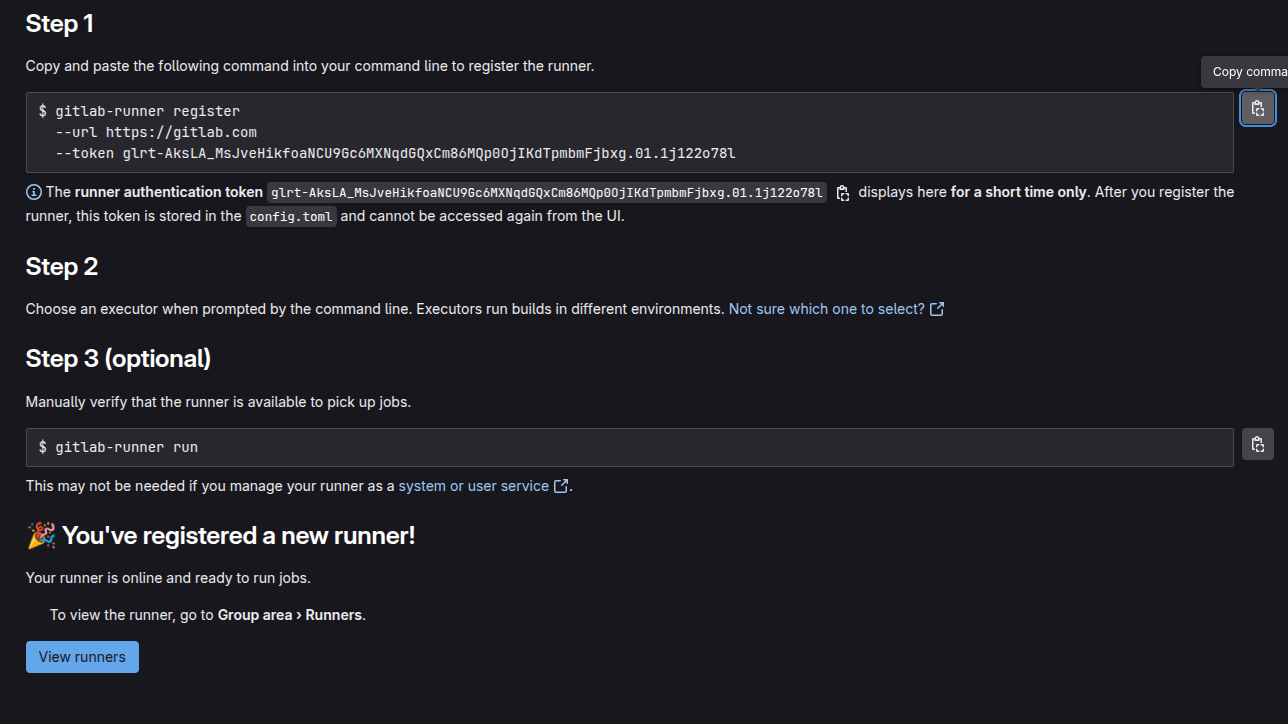 Step 1
Copy and paste the following command into your command line to register the runner.
Copy comma
$ gitlab-runner register
--url https://gitlab.com
--token glrt-AksLA_MsJveHikfoaNCU9Gc6MXNqdGQxCm86MQp0OjIKdTpmbmFjbxg.01.1j122o78l
The runner authentication token glrt-AksLA_MsJveHikfoaNCU9Gc6MXNqdGQxCm86MQp0OjIKdTpmbmFjbxg.01.1j122o78l displays here for a short time only. After you register the
runner, this token is stored in the config.toml and cannot be accessed again from the UI.
Step 2
Choose an executor when prompted by the command line. Executors run builds in different environments. Not sure which one to select?
Step 3 (optional)
Manually verify that the runner is available to pick up jobs.
$ gitlab-runner run
This may not be needed if you manage your runner as a system or user service.
🎉 You've registered a new runner!
Your runner is online and ready to run jobs.
To view the runner, go to Group area › Runners.
View runners